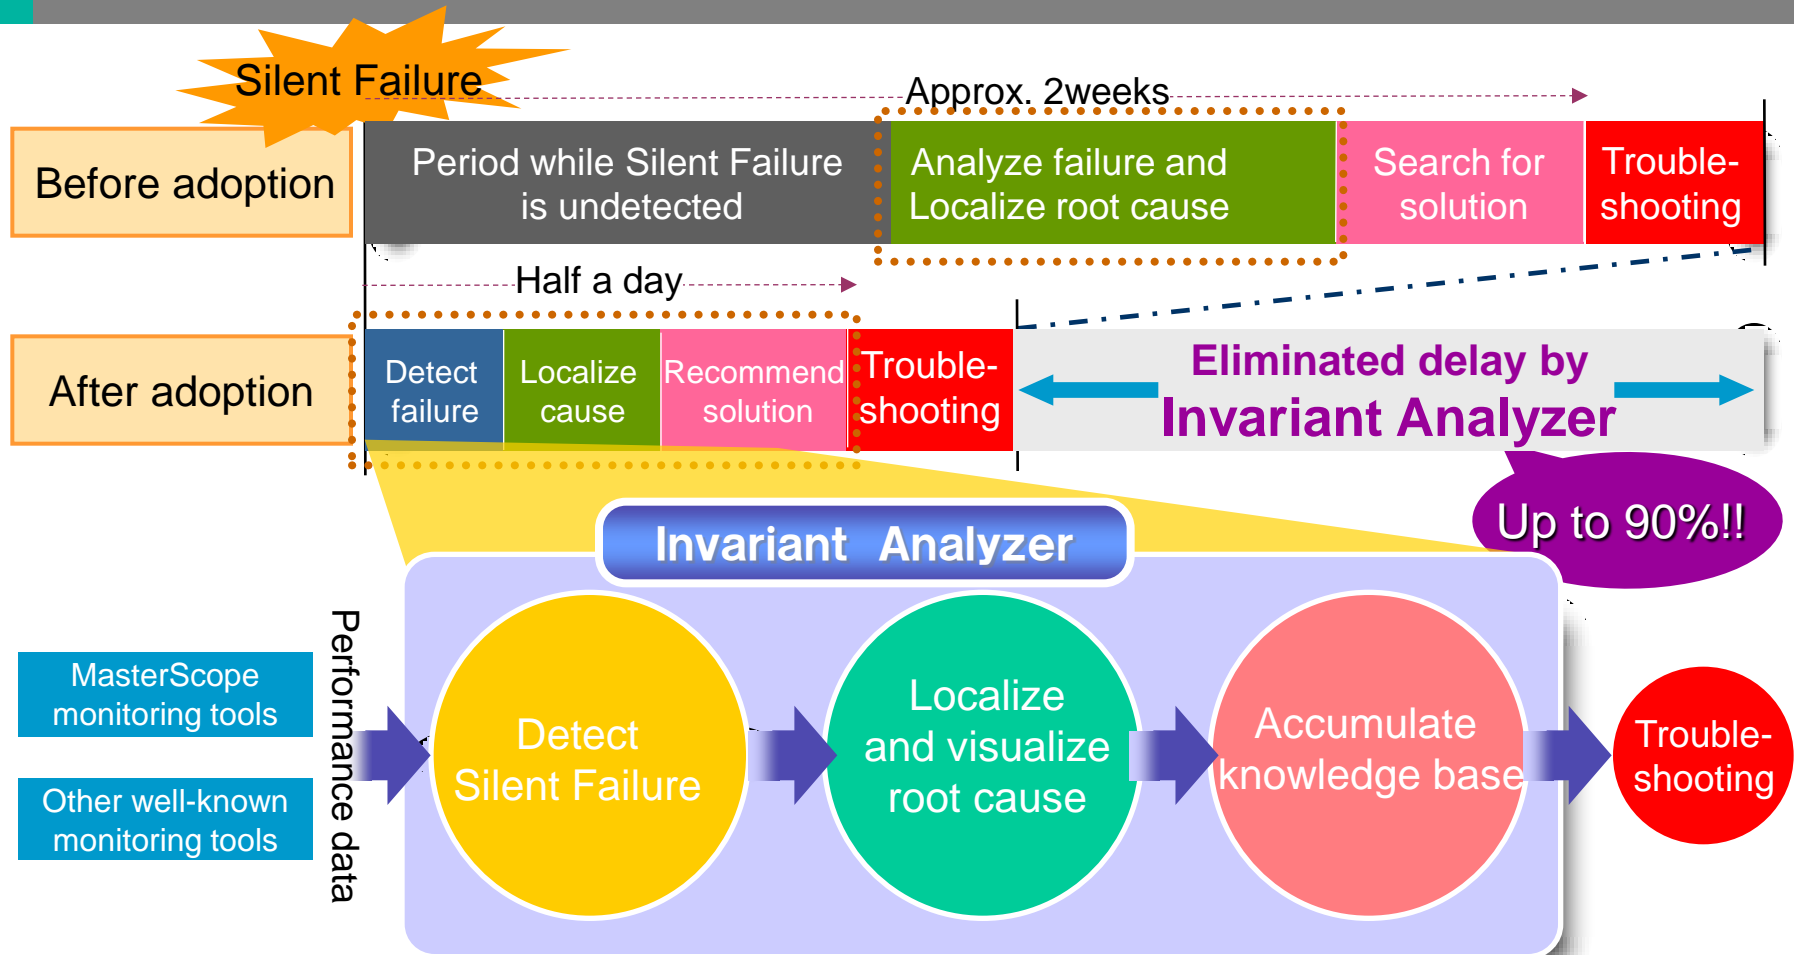 Silent Failure
Approx. 2weeks
Before adoption
Period while Silent Failure
is undetected
Analyze failure and
Localize root cause
Search for
solution
Trouble-
shooting
Half a day
After adoption
Detect
failure
Localize
cause
Recommend
solution
Trouble-
shooting
Eliminated delay by
Invariant Analyzer
Up to 90%!!
Invariant Analyzer
MasterScope
monitoring tools
Other well-known
monitoring tools
Performance data
Detect
Silent Failure
Localize
and visualize
root cause
Accumulate
knowledge base
Trouble-
shooting